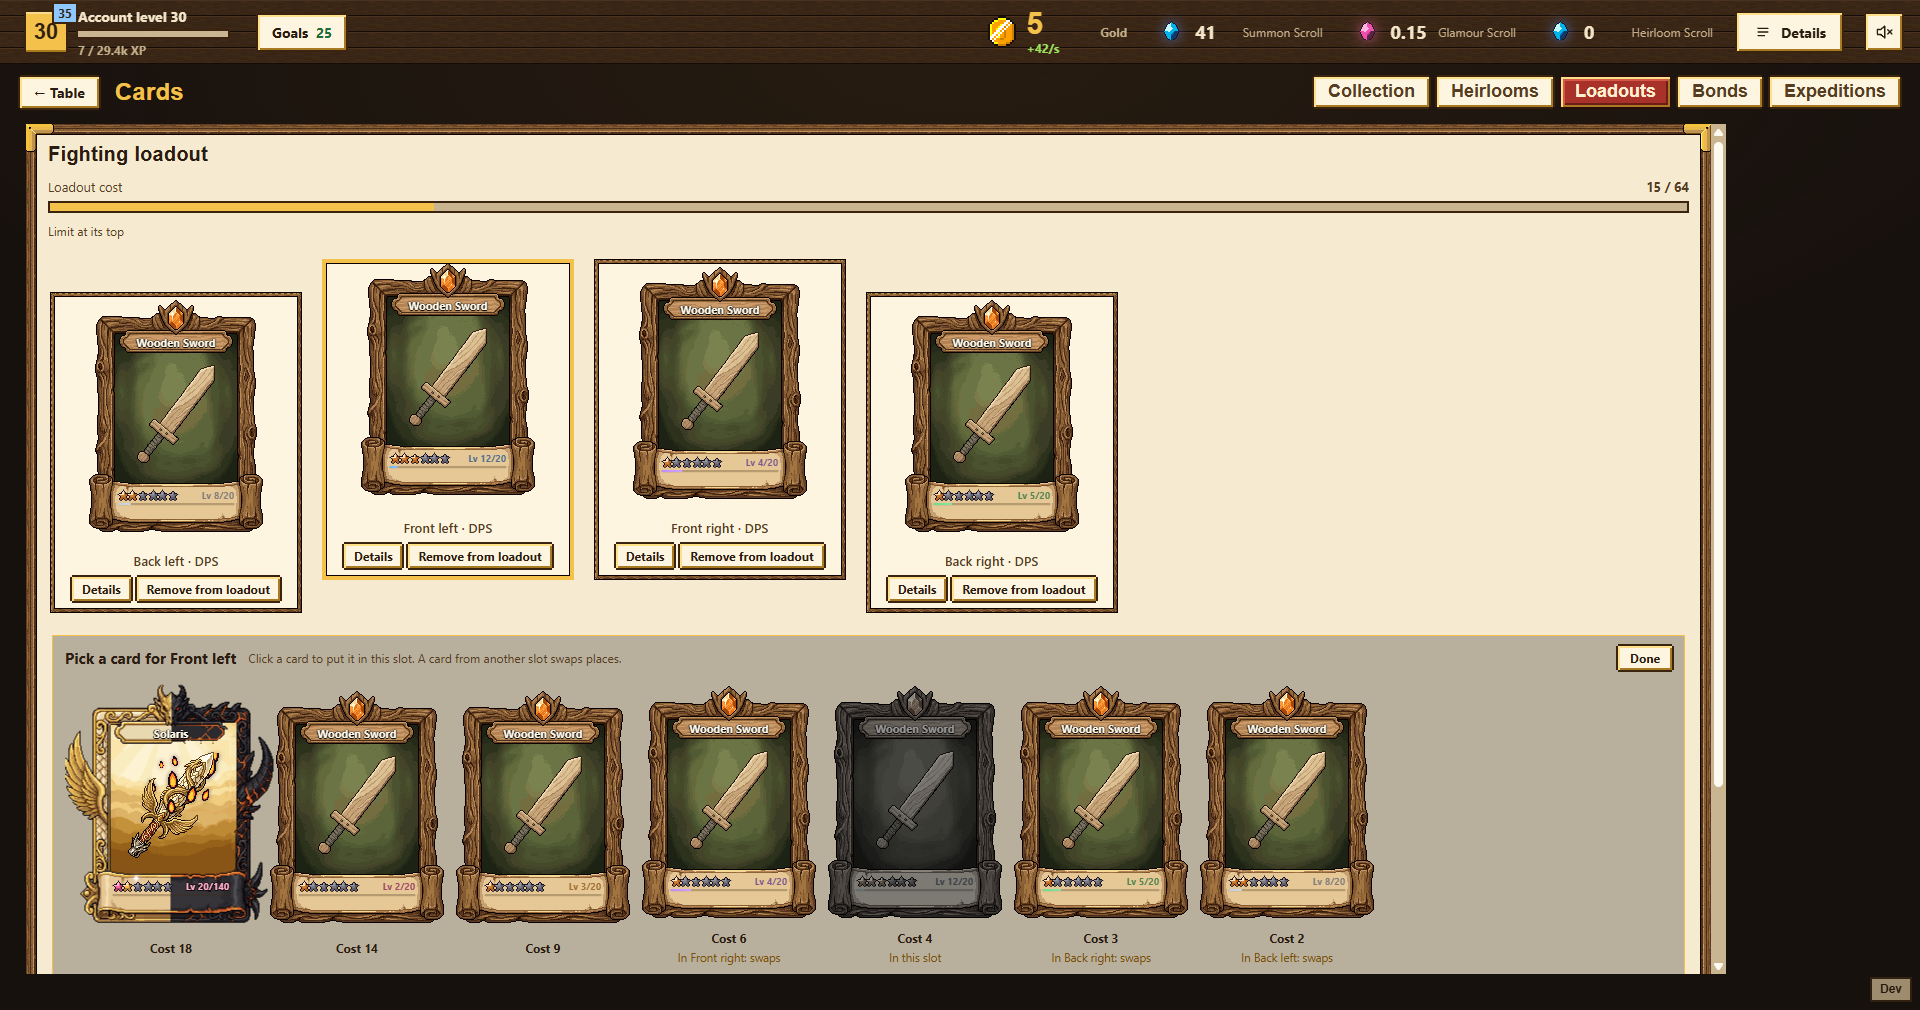 30
35
Account level 30
7 / 29.4k XP
Goals 25
5
+42/s
Gold
41
Summon Scroll
0.15
Glamour Scroll
0
Heirloom Scroll
Details
← Table
Cards
Collection
Heirlooms
Loadouts
Bonds
Expeditions
Fighting loadout
Loadout cost
15 / 64
Limit at its top
Wooden Sword
Lv 8/20
Back left · DPS
Details
Remove from loadout
Wooden Sword
Lv 12/20
Front left · DPS
Details
Remove from loadout
Wooden Sword
Lv 4/20
Front right · DPS
Details
Remove from loadout
Wooden Sword
Lv 5/20
Back right · DPS
Details
Remove from loadout
Pick a card for Front left
Click a card to put it in this slot. A card from another slot swaps places.
Done
Solaris
Lv 20/140
Cost 18
Wooden Sword
Lv 2/20
Cost 14
Wooden Sword
Lv 3/20
Cost 9
Wooden Sword
Lv 4/20
Cost 6
In Front right: swaps
Wooden Sword
Lv 12/20
Cost 4
In this slot
Wooden Sword
Lv 5/20
Cost 3
In Back right: swaps
Wooden Sword
Lv 8/20
Cost 2
In Back left: swaps
Dev